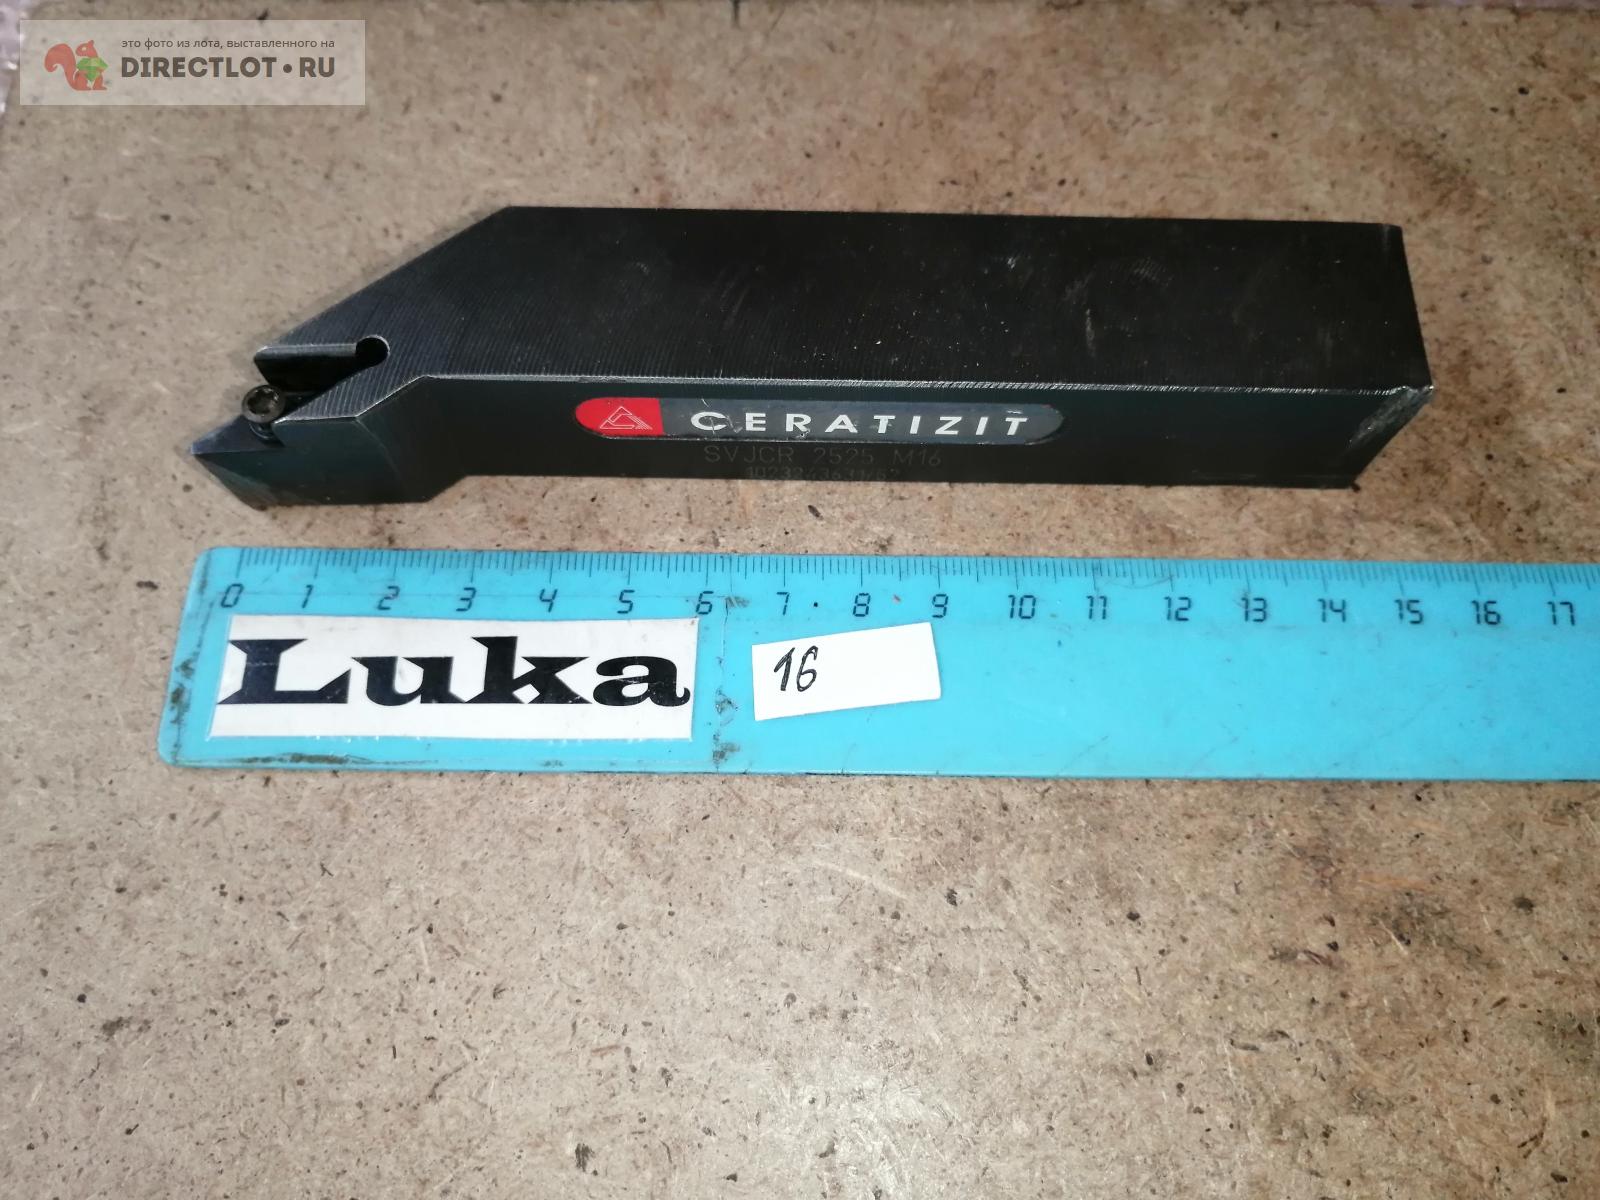 это фото из лота, выставленного на
DIRECTLOT•RU
CERATIZIT
SVJCR 2525 M16
0 1 2 3 4 5 6 7 8 9 10 11 12 13 14 15 16 17
Luka
16